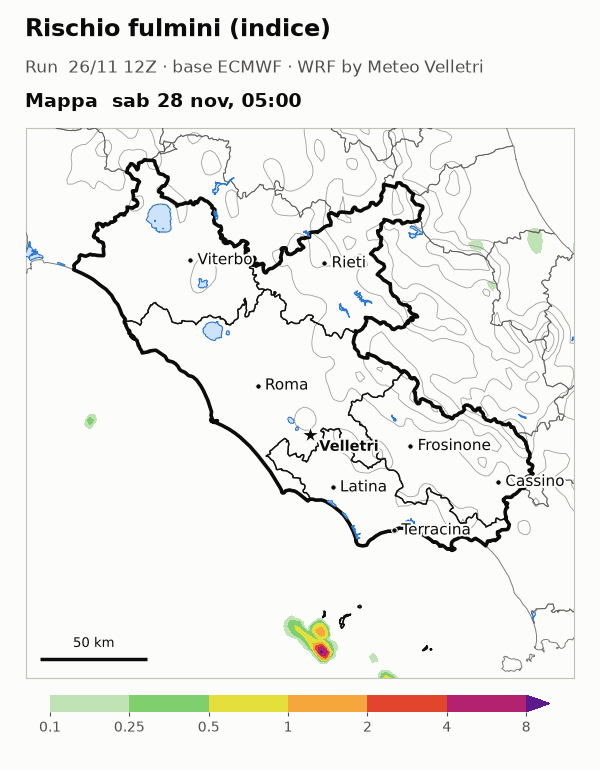 Rischio fulmini (indice)
Run  26/11 12Z · base ECMWF · WRF by Meteo Velletri
Mappa  sab 28 nov, 05:00
Viterbo
Rieti
Roma
Velletri
Frosinone
Latina
Cassino
Terracina
50 km
0.1 0.25 0.5 1 2 4 8